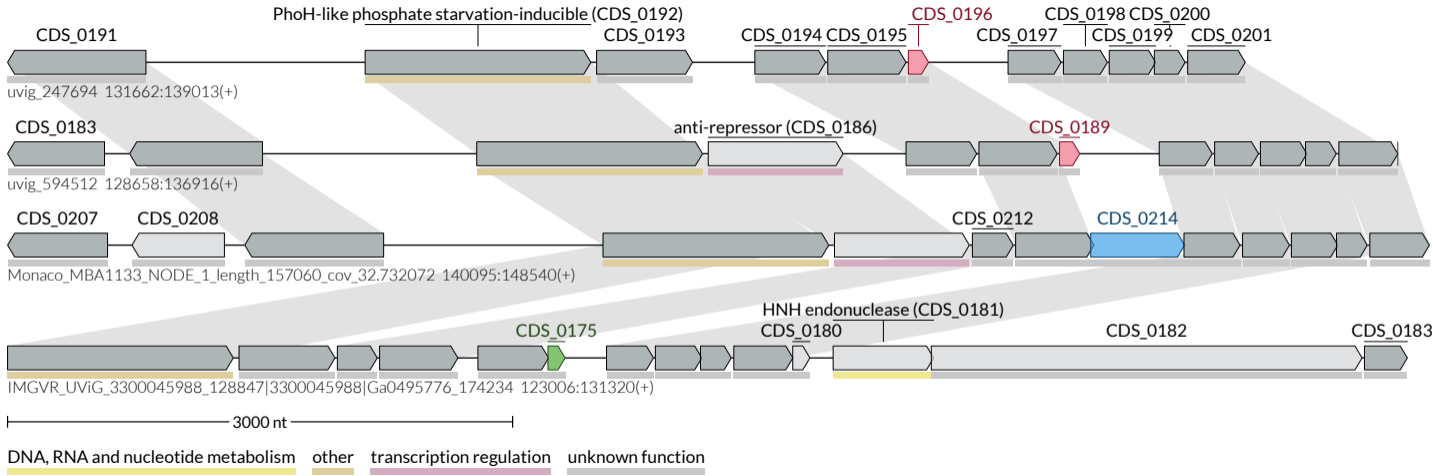 PhoH-like phosphate starvation-inducible (CDS_0192) CDS_0196 CDS_0198 CDS_0200
CDS_0191 CDS_0193 CDS_0194 CDS_0195 CDS_0197 CDS_0199 CDS_0201
uvig_247694 131662:139013(+)
CDS_0183 anti-repressor (CDS_0186) CDS_0189
uvig_594512 128658:136916(+)
CDS_0207 CDS_0208 CDS_0212 CDS_0214
Monaco_MBA1133_NODE_1_length_157060_cov_32.732072 140095:148540(+)
HNH endonuclease (CDS_0181)
CDS_0175 CDS_0180 CDS_0182 CDS_0183
IMGVR_UViG_3300045988_128847|3300045988|Ga0495776_174234 123006:131320(+)
3000 nt
DNA, RNA and nucleotide metabolism other transcription regulation unknown function